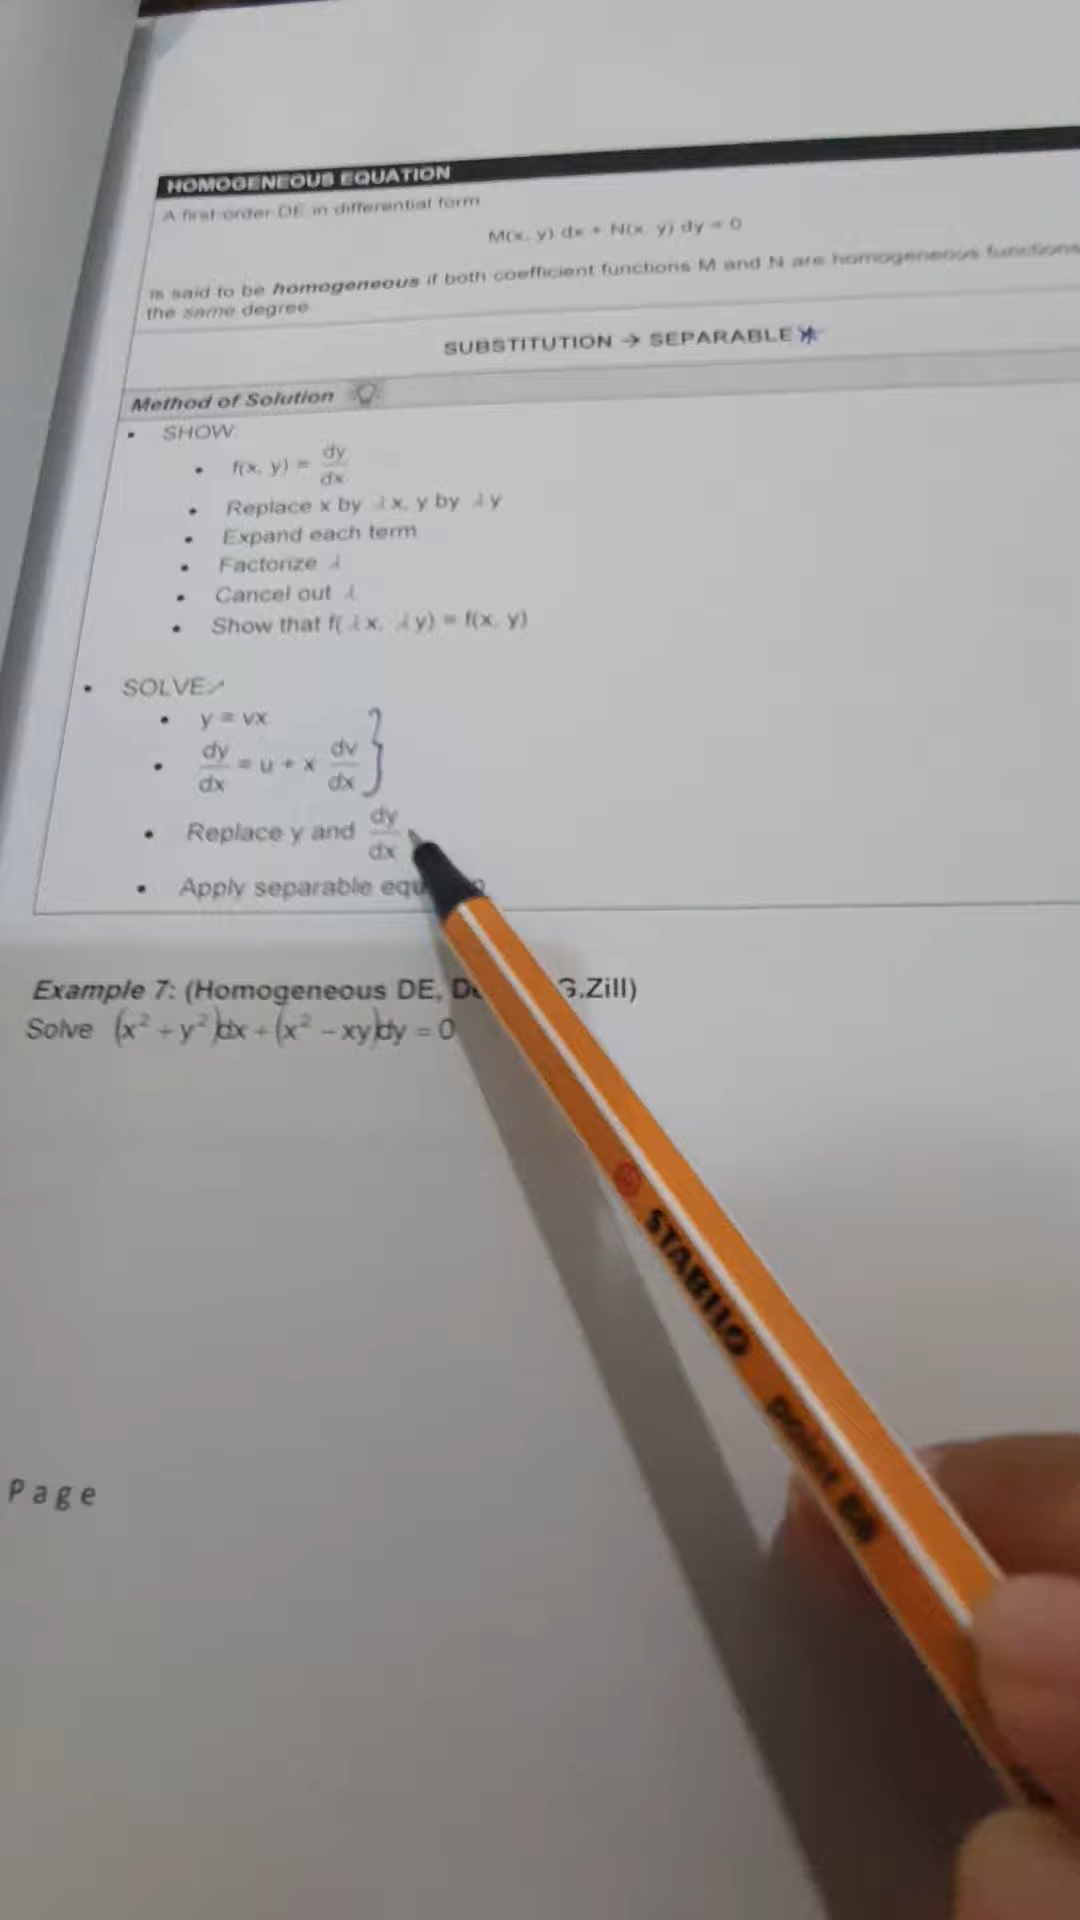 HOMOGENEOUS EQUATION
A first-order DE in differential form
M(x, y) dx + N(x, y) dy = 0
is said to be homogeneous if both coefficient functions M and N are homogeneous functions
the same degree
SUBSTITUTION → SEPARABLE *
Method of Solution
• SHOW:
• f(x, y) = dy/dx
• Replace x by λx, y by λy
• Expand each term
• Factorize λ
• Cancel out λ
• Show that f(λx, λy) = f(x, y)
• SOLVE
• y = vx
• dy/dx = u + x dv/dx }
• Replace y and dy/dx
• Apply separable
Example 7: (Homogeneous DE, G.Zill)
Solve (x² + y²)dx + (x² − xy)dy = 0
Page
STABILO point 88